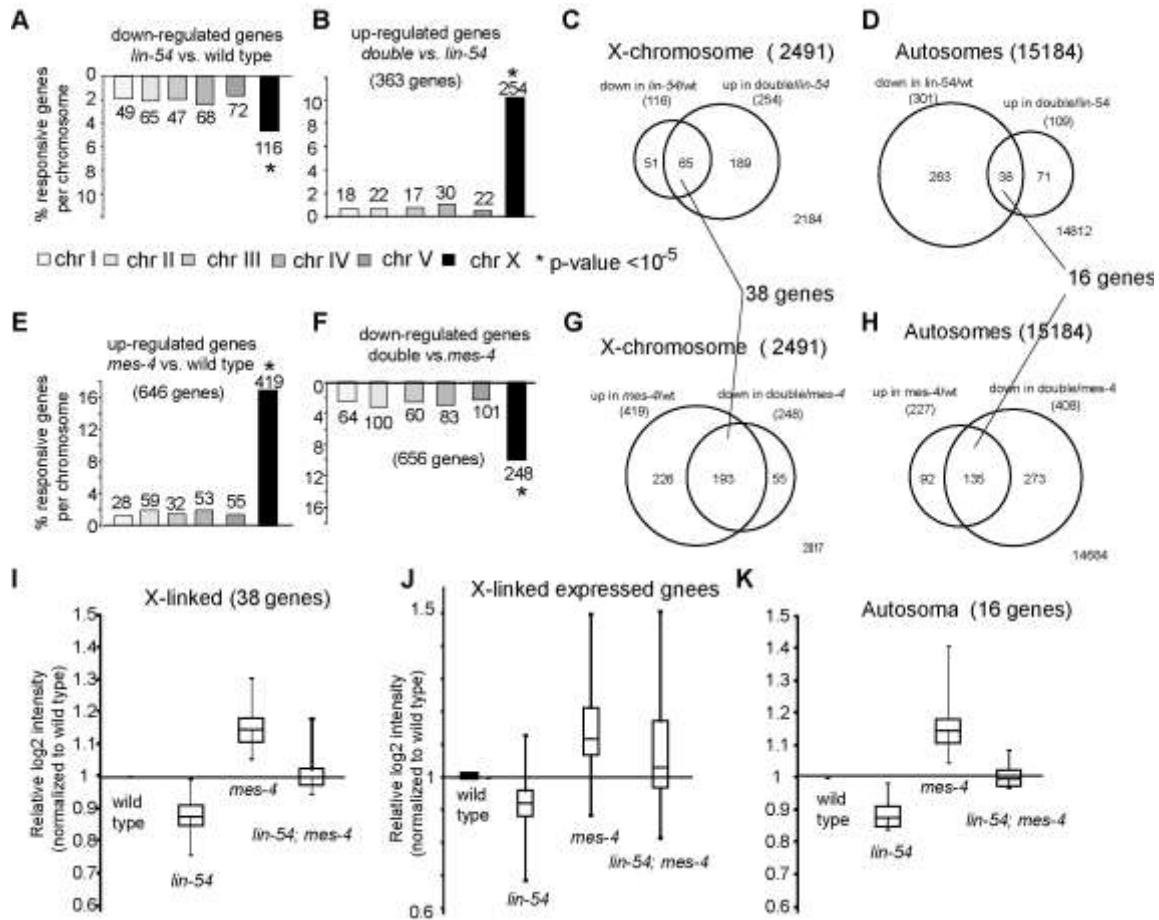 A
down-regulated genes
lin-54 vs. wild type
% responsive genes
per chromosome
0
2
4
6
8
10
49
65
47
68
72
116
*
B
up-regulated genes
double vs. lin-54
(363 genes)
*
254
10
8
6
4
2
0
18
22
17
30
22
C
X-chromosome (2491)
down in lin-54/wt
(116)
up in double/lin-54
(254)
51
65
189
2184
D
Autosomes (15184)
down in lin-54/wt
(301)
up in double/lin-54
(109)
263
38
71
14812
chr I chr II chr III chr IV chr V chr X * p-value <10-5
38 genes
16 genes
E
up-regulated genes
mes-4 vs. wild type
(646 genes)
*
419
% responsive genes
per chromosome
16
12
8
4
0
28
59
32
53
55
F
down-regulated genes
double vs.mes-4
0
4
8
12
16
64
100
60
83
101
(656 genes)
248
*
G
X-chromosome (2491)
up in mes-4/wt
(419)
down in double/mes-4
(248)
226
193
55
H
Autosomes (15184)
up in mes-4/wt
(227)
down in double/mes-4
92
135
273
14684
I
X-linked (38 genes)
Relative log2 intensity
(normalized to wild type)
1.5
1.4
1.3
1.2
1.1
1
0.9
0.8
0.7
0.6
wild
type
lin-54
mes-4
lin-54; mes-4
J
X-linked expressed gnees
Relative log2 intensity
(normalized to wild type)
1.5
1
0.6
wild
type
lin-54
mes-4
lin-54; mes-4
K
Autosoma (16 genes)
1.5
1.4
1.3
1.2
1.1
1
0.9
0.8
0.7
0.6
wild
type
lin-54
mes-4
lin-54; mes-4